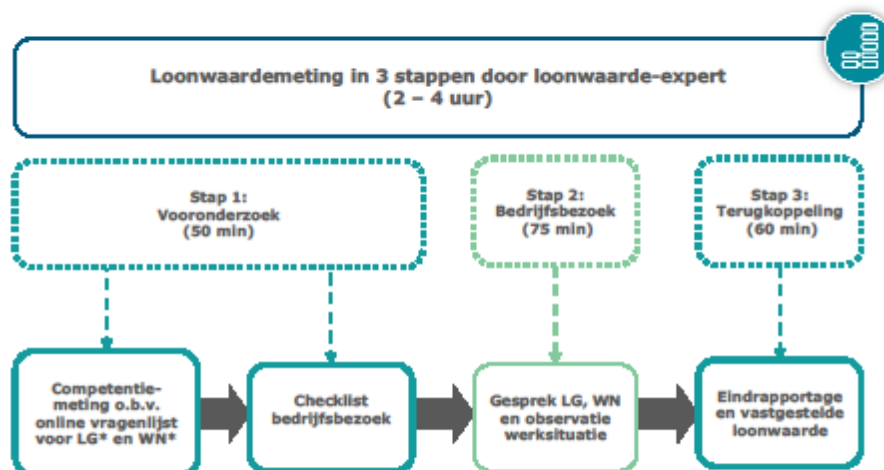 Loonwaardemeting in 3 stappen door loonwaarde-expert
(2 – 4 uur)
Stap 1:
Vooronderzoek
(50 min)
Stap 2:
Bedrijfsbezoek
(75 min)
Stap 3:
Terugkoppeling
(60 min)
Competentie-
meting o.b.v.
online vragenlijst
voor LG* en WN*
Checklist
bedrijfsbezoek
Gesprek LG, WN
en observatie
werksituatie
Eindrapportage
en vastgestelde
loonwaarde